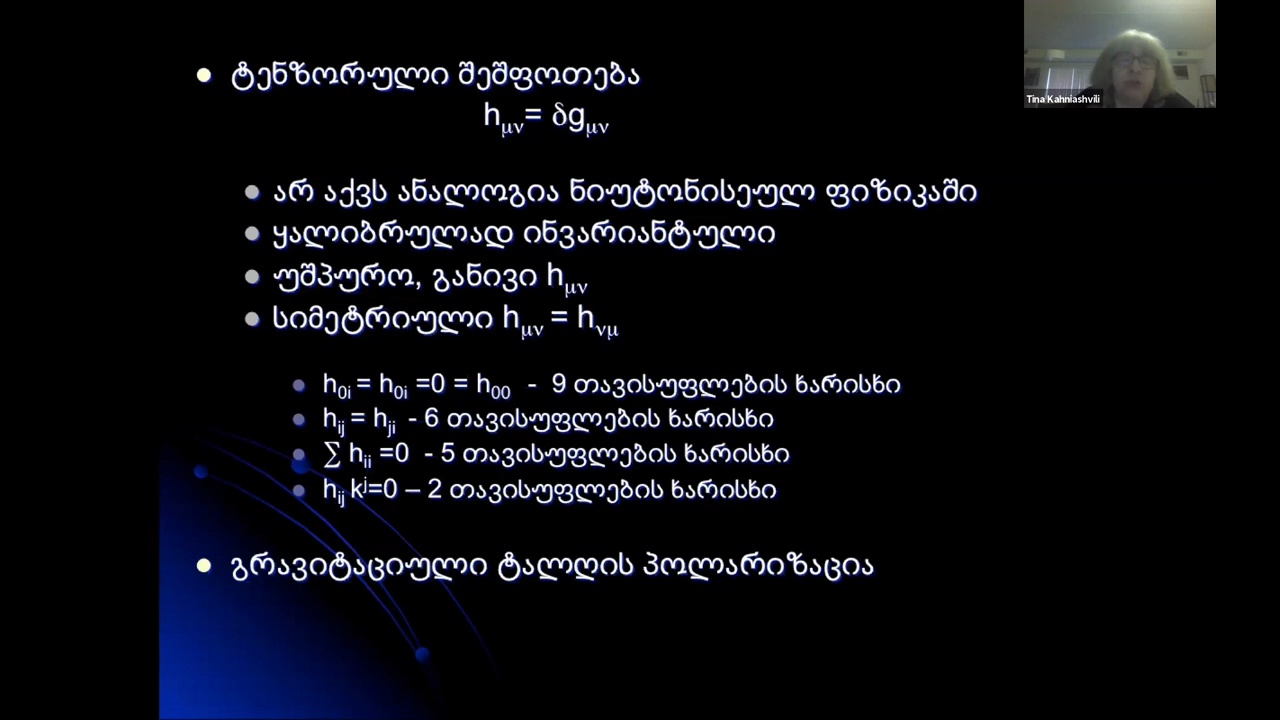 ტენზორული შეშფოთება
hμν= δgμν
არ აქვს ანალოგია ნიუტონისეულ ფიზიკაში
ყალიბრულად ინვარიანტული
უშპურო, განივი hμν
სიმეტრიული hμν = hνμ
h0i = h0i =0 = h00 - 9 თავისუფლების ხარისხი
hij = hji - 6 თავისუფლების ხარისხი
∑ hii =0 - 5 თავისუფლების ხარისხი
hij kʲ=0 – 2 თავისუფლების ხარისხი
გრავიტაციული ტალღის პოლარიზაცია
Tina Kahniashvili